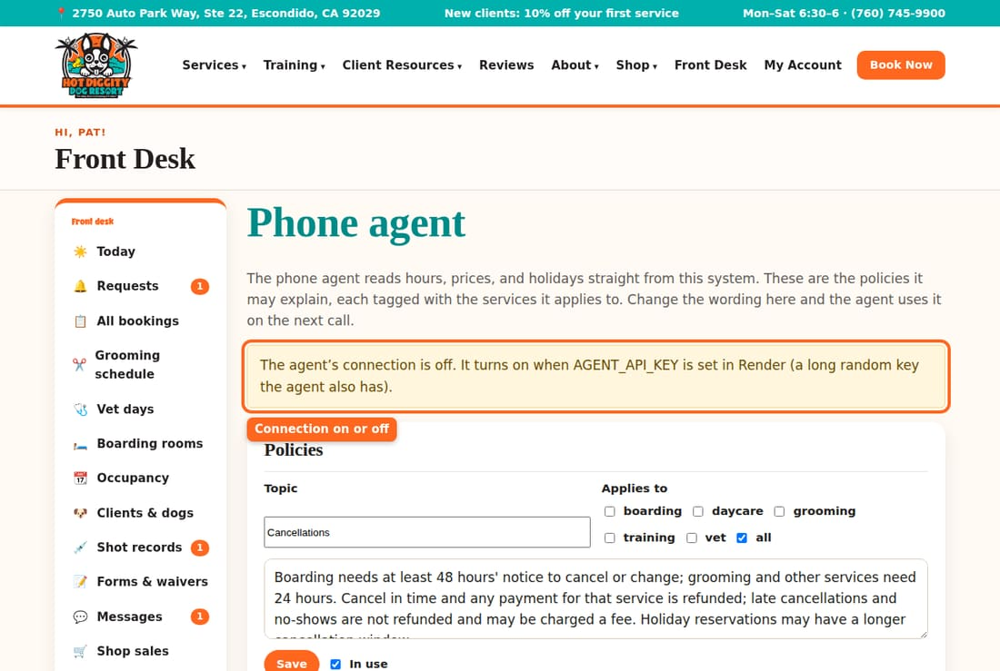 📍 2750 Auto Park Way, Ste 22, Escondido, CA 92029
New clients: 10% off your first service
Mon–Sat 6:30–6 · (760) 745-9900
HOT DIGGITY
DOG RESORT
Services ▾
Training ▾
Client Resources ▾
Reviews
About ▾
Shop ▾
Front Desk
My Account
Book Now
HI, PAT!
Front Desk
Front desk
Today
Requests 1
All bookings
Grooming
schedule
Vet days
Boarding rooms
Occupancy
Clients & dogs
Shot records 1
Forms & waivers
Messages 1
Shop sales
Phone agent
The phone agent reads hours, prices, and holidays straight from this system. These are the policies it
may explain, each tagged with the services it applies to. Change the wording here and the agent uses it
on the next call.
The agent’s connection is off. It turns on when AGENT_API_KEY is set in Render (a long random key
the agent also has).
Connection on or off
Policies
Topic
Applies to
boarding daycare grooming
Cancellations
training vet all
Boarding needs at least 48 hours' notice to cancel or change; grooming and other services need
24 hours. Cancel in time and any payment for that service is refunded; late cancellations and
no-shows are not refunded and may be charged a fee. Holiday reservations may have a longer
cancellation window.
Save
In use